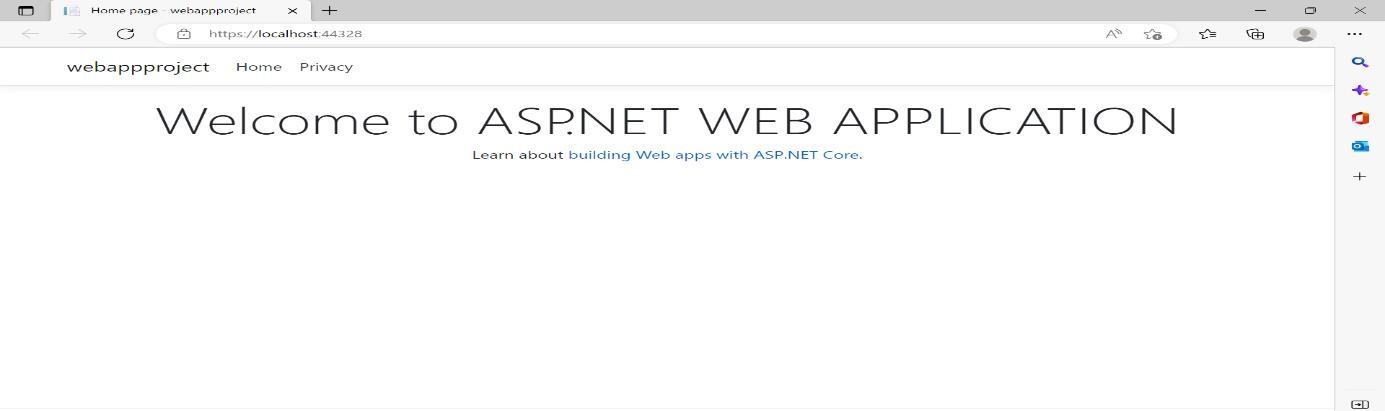 Home page - webappproject
https://localhost:44328
webappproject Home Privacy
Welcome to ASP.NET WEB APPLICATION
Learn about building Web apps with ASP.NET Core.